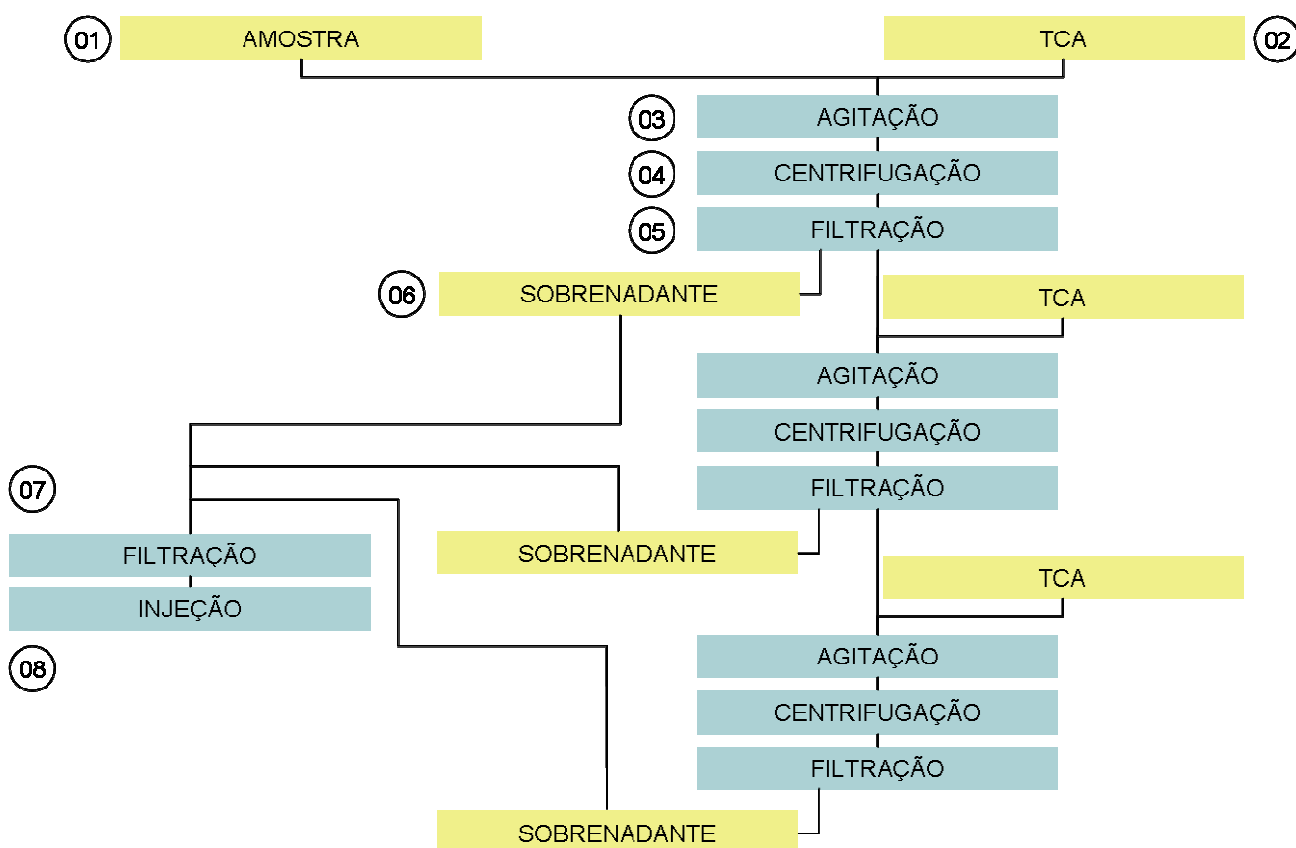 01
AMOSTRA
TCA
02
03
AGITAÇÃO
04
CENTRIFUGAÇÃO
05
FILTRAÇÃO
06
SOBRENADANTE
TCA
AGITAÇÃO
CENTRIFUGAÇÃO
07
FILTRAÇÃO
FILTRAÇÃO
SOBRENADANTE
TCA
INJEÇÃO
08
AGITAÇÃO
CENTRIFUGAÇÃO
FILTRAÇÃO
SOBRENADANTE